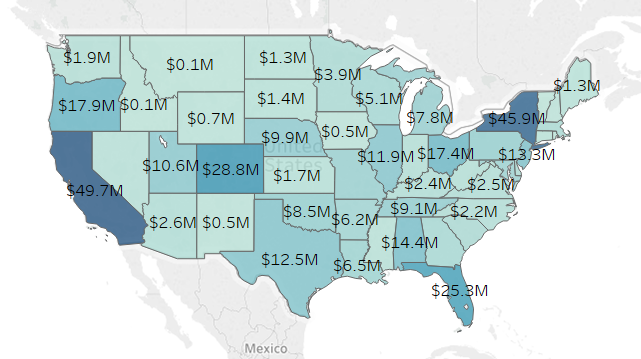 $1.9M
$0.1M
$1.3M
$3.9M
$1.3M
$17.9M
$0.1M
$0.7M
$1.4M
$5.1M
$7.8M
$45.9M
$9.9M
$0.5M
United
States
$11.9M
$17.4M
$13.3M
$49.7M
$10.6M
$28.8M
$1.7M
$2.4M
$2.5M
$2.6M
$0.5M
$8.5M
$6.2M
$9.1M
$2.2M
$12.5M
$6.5M
$14.4M
$25.3M
Mexico